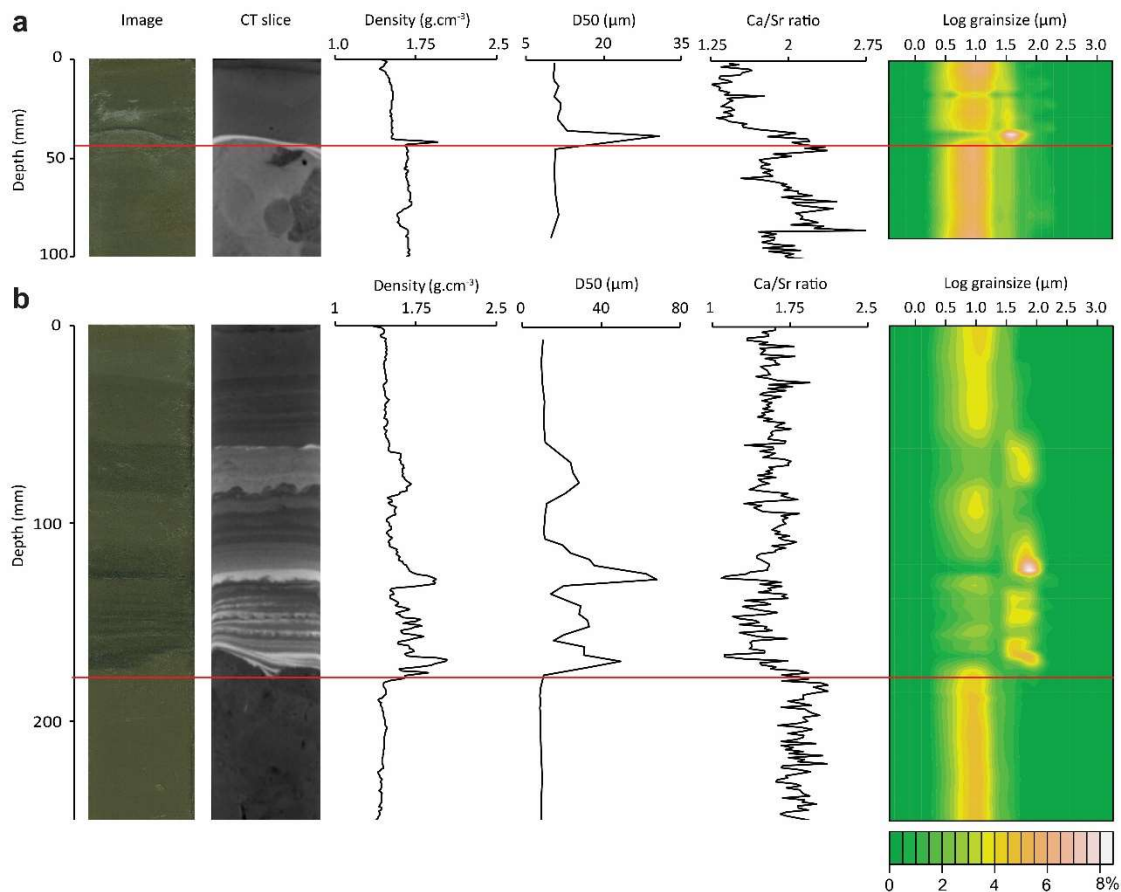 a
Image CT slice Density (g.cm-3) D50 (µm) Ca/Sr ratio Log grainsize (µm)
1.0 1.75 2.5 5 20 35 1.25 2 2.75 0.0 0.5 1.0 1.5 2.0 2.5 3.0
0
50
100
Depth (mm)
b
Density (g.cm-3) D50 (µm) Ca/Sr ratio Log grainsize (µm)
1 1.75 2.5 0 40 80 1 1.75 2.5 0.0 0.5 1.0 1.5 2.0 2.5 3.0
0
100
200
Depth (mm)
0 2 4 6 8%